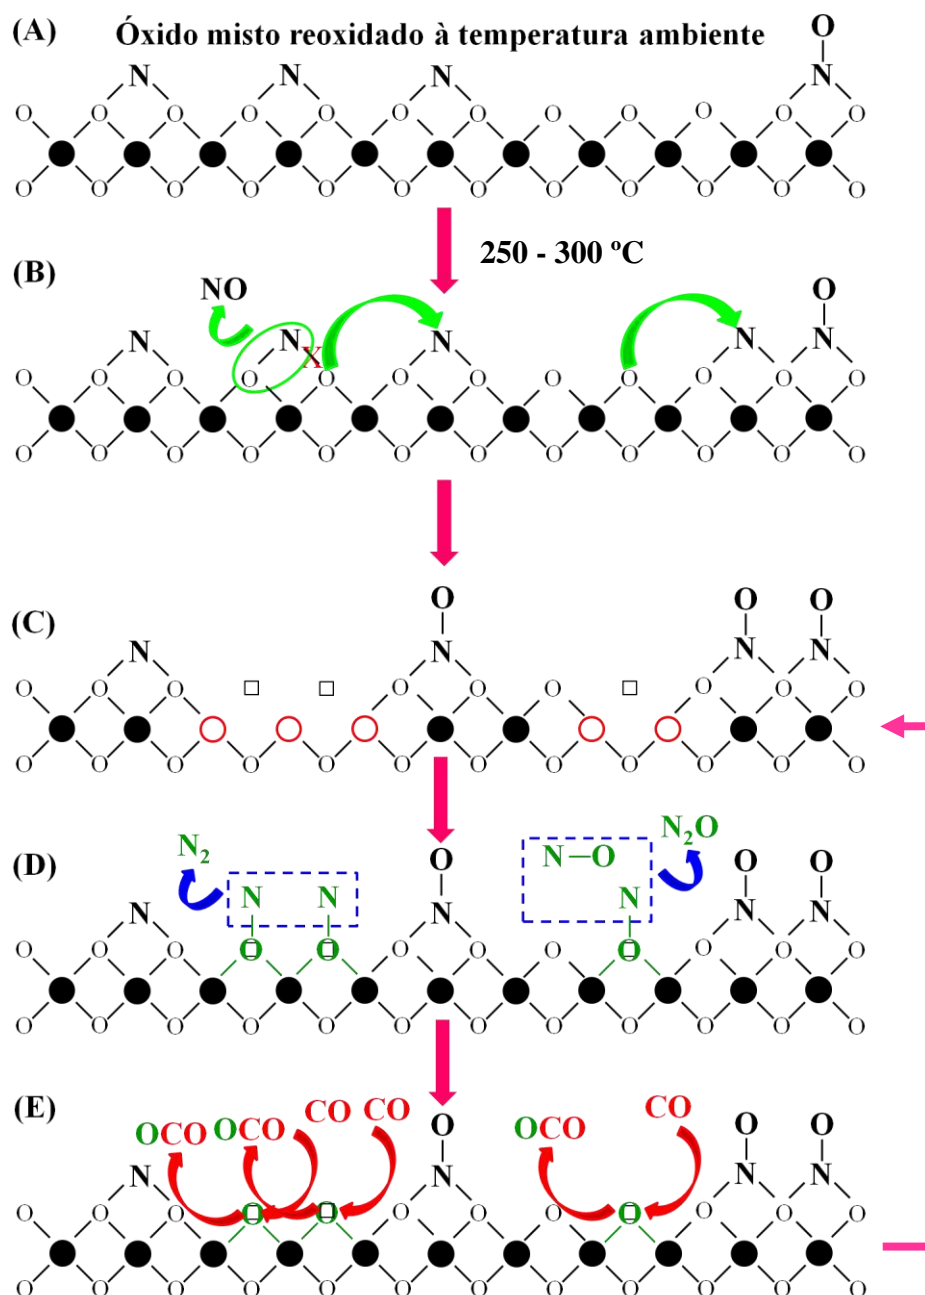 (A) Óxido misto reoxidado à temperatura ambiente O
N N N N
O O O O O O O O O O O O
O O O O O O O O O O O O
250 - 300 ºC
(B)
NO O
N N N N N
X
O O O O O O O O O O O O
O O O O O O O O O O O O
(C) O O O
N N N N
O O O O O O O O O
O O O O O O O O O O O O
(D) N₂ O N–O N₂O O O
N N N
N N N N
O O O O O O O O O O O O
O O O O O O O O O O O O
(E) OCO OCO CO CO O OCO CO O O
N N N N
O O O O O O O O O O O O
O O O O O O O O O O O O